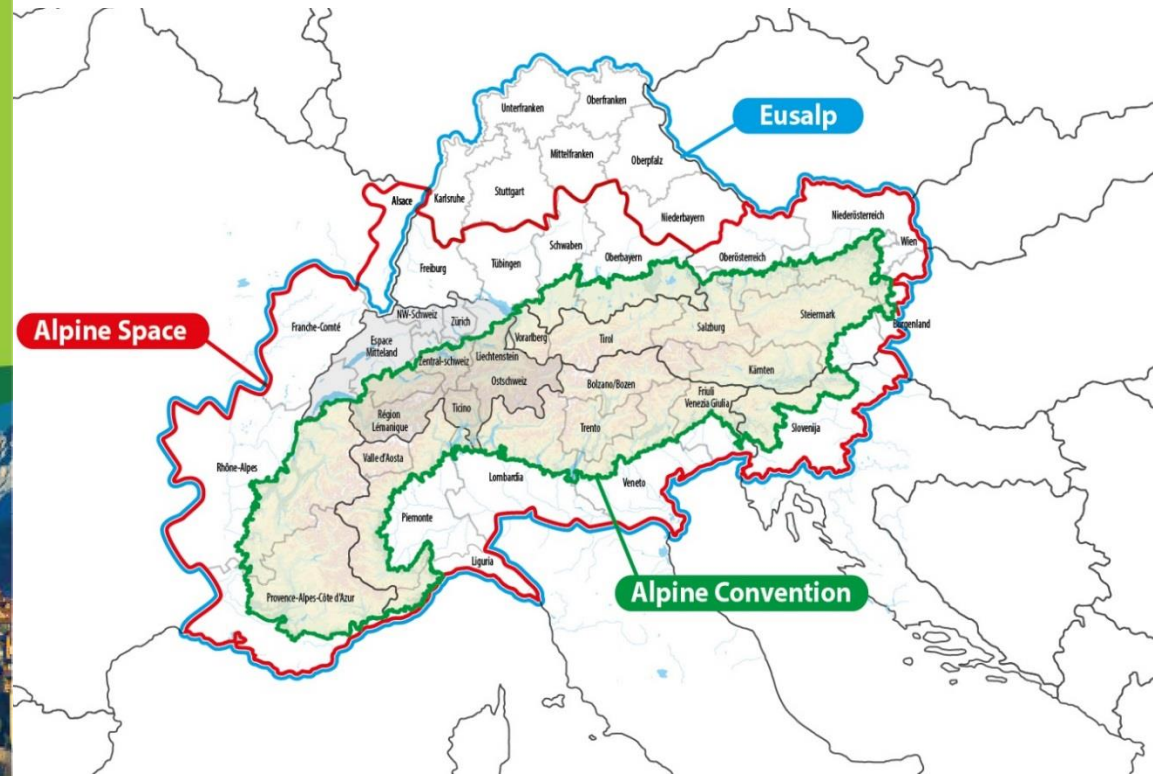 Unterfranken
Oberfranken
Eusalp
Mittelfranken
Oberpfalz
Alsace
Karlsruhe
Stuttgart
Niederbayern
Niederösterreich
Wien
Schwaben
Oberbayern
Oberösterreich
Freiburg
Tübingen
Alpine Space
Franche-Comté
NW-Schweiz
Zürich
Espace
Mitteland
Zentral-schweiz
Liechtenstein
Vorarlberg
Tirol
Salzburg
Steiermark
Burgenland
Ostschweiz
Bolzano/Bozen
Kärnten
Région
Lémanique
Ticino
Friuli
Venezia Giulia
Trento
Slovenija
Valle d'Aosta
Rhône-Alpes
Lombardia
Veneto
Piemonte
Liguria
Alpine Convention
Provence-Alpes-Côte d'Azur